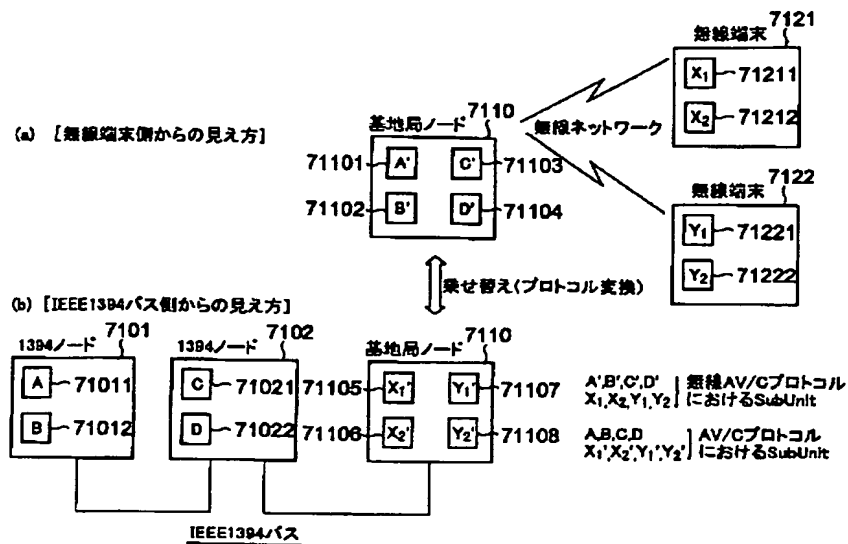 無線端末 7121
X1 71211
X2 71212
(a) [無線端末側からの見え方]
基地局ノード 7110
無線ネットワーク
71101 A' C' 71103
71102 B' D' 71104
無線端末 7122
Y1 71221
Y2 71222
乗せ替え(プロトコル変換)
(b) [IEEE1394バス側からの見え方]
1394ノード 7101
A 71011
B 71012
1394ノード 7102
C 71021
D 71022
基地局ノード 7110
71105 X1' Y1' 71107
71106 X2' Y2' 71108
A',B',C',D' 無線AV/Cプロトコル
X1,X2,Y1,Y2 におけるSubUnit
A,B,C,D AV/Cプロトコル
X1',X2',Y1',Y2' におけるSubUnit
IEEE1394バス